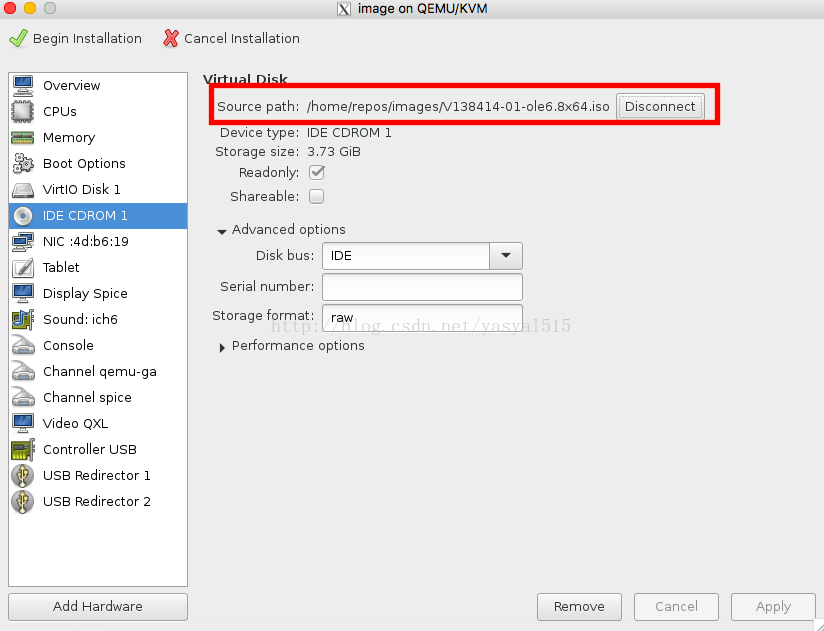 image on QEMU/KVM
Begin Installation Cancel Installation
Overview
CPUs
Memory
Boot Options
VirtIO Disk 1
IDE CDROM 1
NIC :4d:b6:19
Tablet
Display Spice
Sound: ich6
Console
Channel qemu-ga
Channel spice
Video QXL
Controller USB
USB Redirector 1
USB Redirector 2
Add Hardware
Virtual Disk
Source path: /home/repos/images/V138414-01-ole6.8x64.iso Disconnect
Device type: IDE CDROM 1
Storage size: 3.73 GiB
Readonly:
Shareable:
Advanced options
Disk bus: IDE
Serial number:
Storage format: raw
http://blog.csdn.net/yasyal515
Performance options
Remove Cancel Apply